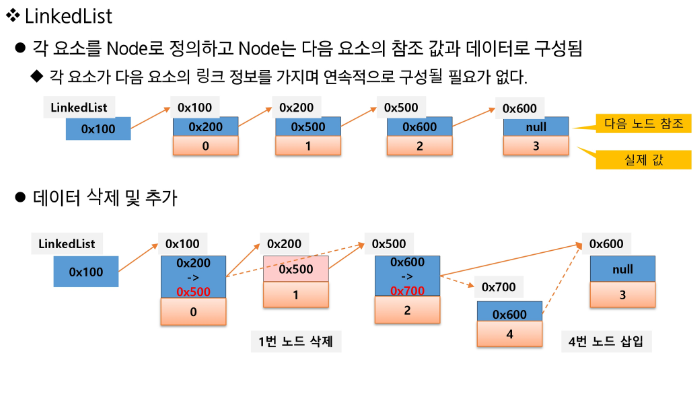 ❖ LinkedList
● 각 요소를 Node로 정의하고 Node는 다음 요소의 참조 값과 데이터로 구성됨
◆ 각 요소가 다음 요소의 링크 정보를 가지며 연속적으로 구성될 필요가 없다.
LinkedList 0x100 0x200 0x500 0x600
0x100 0x200 0x500 0x600 null 다음 노드 참조
0 1 2 3 실제 값
● 데이터 삭제 및 추가
LinkedList 0x100 0x200 0x500 0x600
0x100 0x200 -> 0x500 0x500 0x600 -> 0x700 0x700 null
0 1 2 0x600 3
4
1번 노드 삭제 4번 노드 삽입